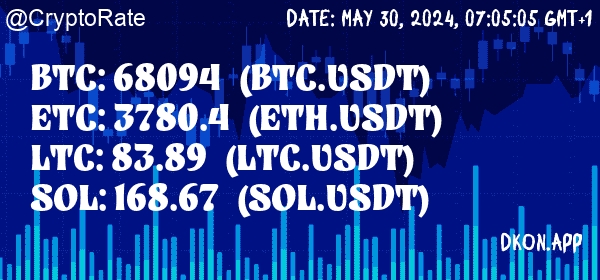 @CryptoRate
DATE: MAY 30, 2024, 07:05:05 GMT+1
BTC: 68094 (BTC.USDT)
ETC: 3780.4 (ETH.USDT)
LTC: 83.89 (LTC.USDT)
SOL: 168.67 (SOL.USDT)
DKON.APP